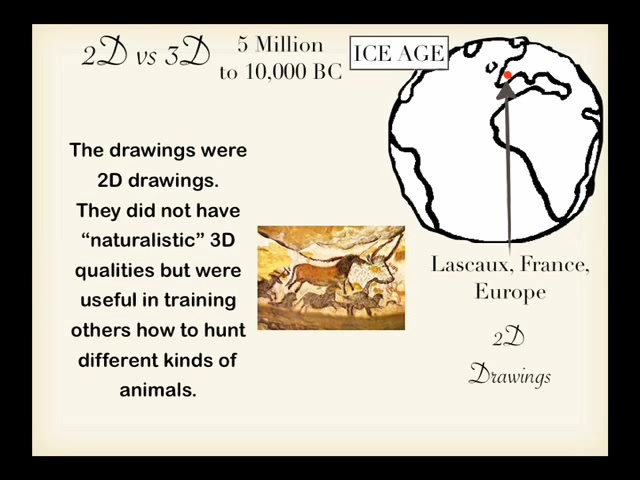 2D vs 3D
5 Million
to 10,000 BC
ICE AGE
The drawings were
2D drawings.
They did not have
“naturalistic” 3D
qualities but were
useful in training
others how to hunt
different kinds of
animals.
Lascaux, France,
Europe
2D
Drawings